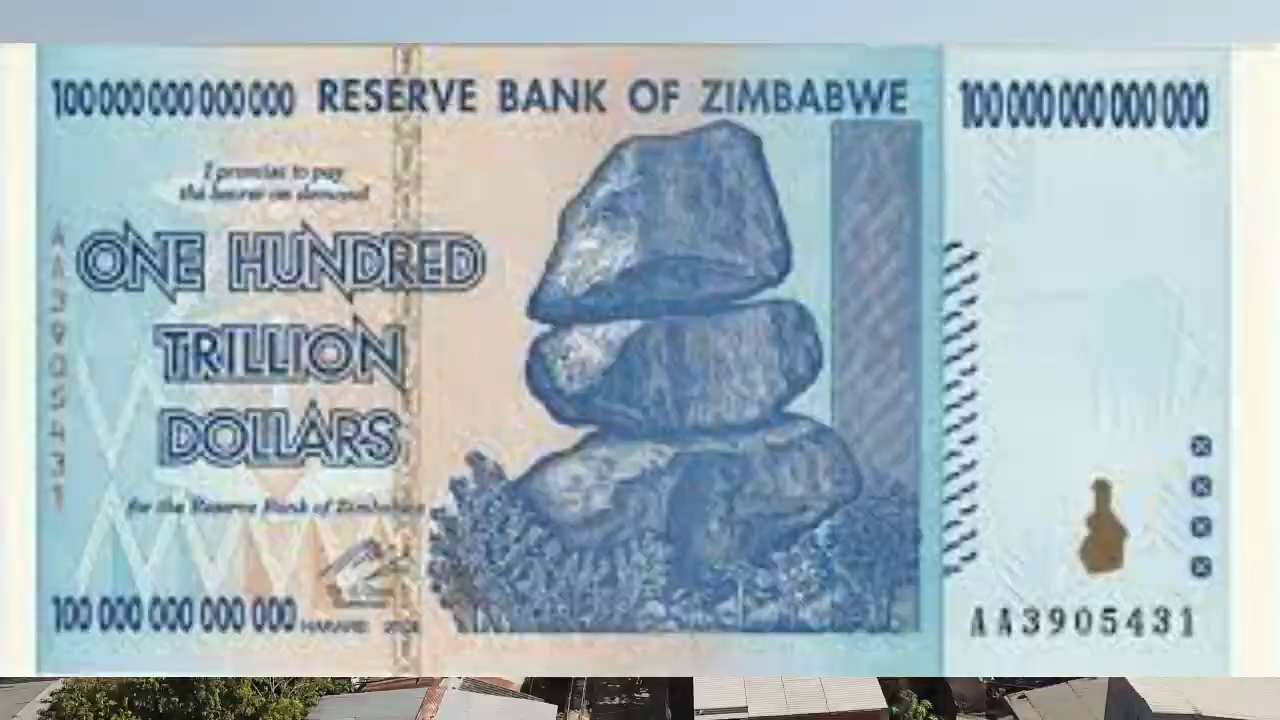 100 000 000 000 000 RESERVE BANK OF ZIMBABWE 100 000 000 000 000
I promise to pay
the bearer on demand
ONE HUNDRED
TRILLION
DOLLARS
for the Reserve Bank of Zimbabwe
100 000 000 000 000 HARARE 2008
AA3905431
AA3905431